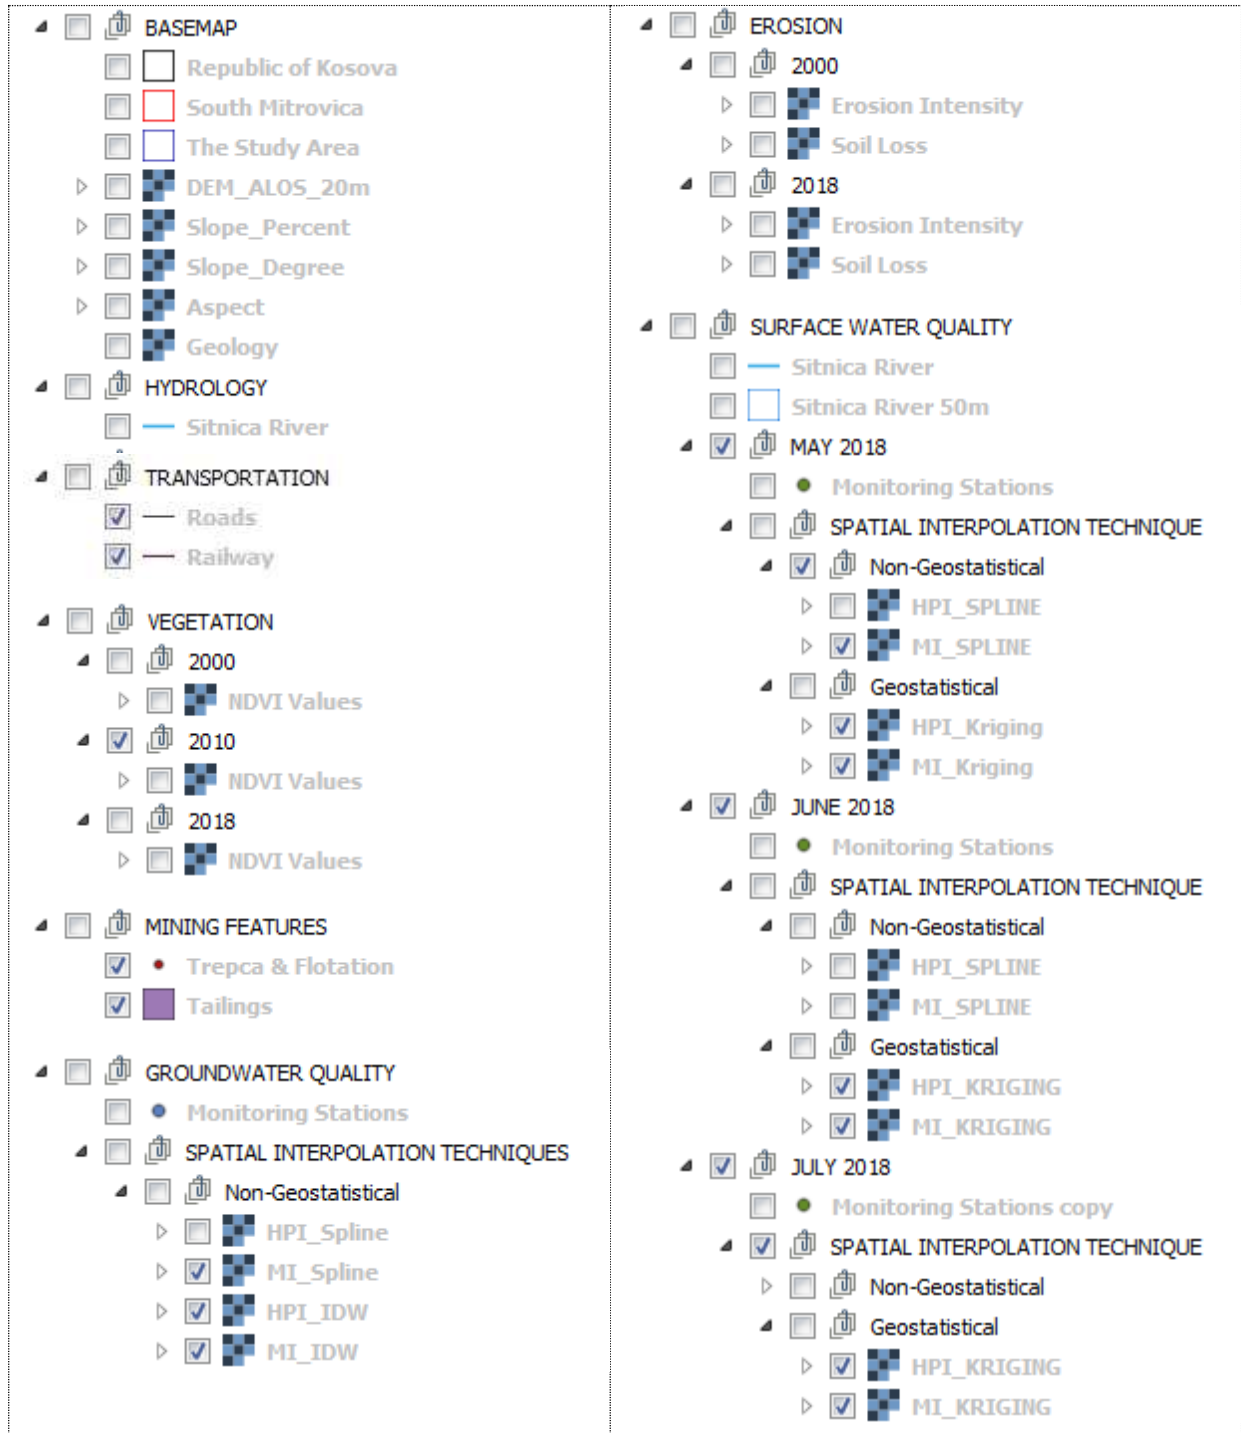 BASEMAP
Republic of Kosova
South Mitrovica
The Study Area
DEM_ALOS_20m
Slope_Percent
Slope_Degree
Aspect
Geology
HYDROLOGY
Sitnica River
TRANSPORTATION
Roads
Railway
VEGETATION
2000
NDVI Values
2010
NDVI Values
2018
NDVI Values
MINING FEATURES
Trepca & Flotation
Tailings
GROUNDWATER QUALITY
Monitoring Stations
SPATIAL INTERPOLATION TECHNIQUES
Non-Geostatistical
HPI_Spline
MI_Spline
HPI_IDW
MI_IDW
EROSION
2000
Erosion Intensity
Soil Loss
2018
Erosion Intensity
Soil Loss
SURFACE WATER QUALITY
Sitnica River
Sitnica River 50m
MAY 2018
Monitoring Stations
SPATIAL INTERPOLATION TECHNIQUE
Non-Geostatistical
HPI_SPLINE
MI_SPLINE
Geostatistical
HPI_Kriging
MI_Kriging
JUNE 2018
Monitoring Stations
SPATIAL INTERPOLATION TECHNIQUE
Non-Geostatistical
HPI_SPLINE
MI_SPLINE
Geostatistical
HPI_KRIGING
MI_KRIGING
JULY 2018
Monitoring Stations copy
SPATIAL INTERPOLATION TECHNIQUE
Non-Geostatistical
Geostatistical
HPI_KRIGING
MI_KRIGING